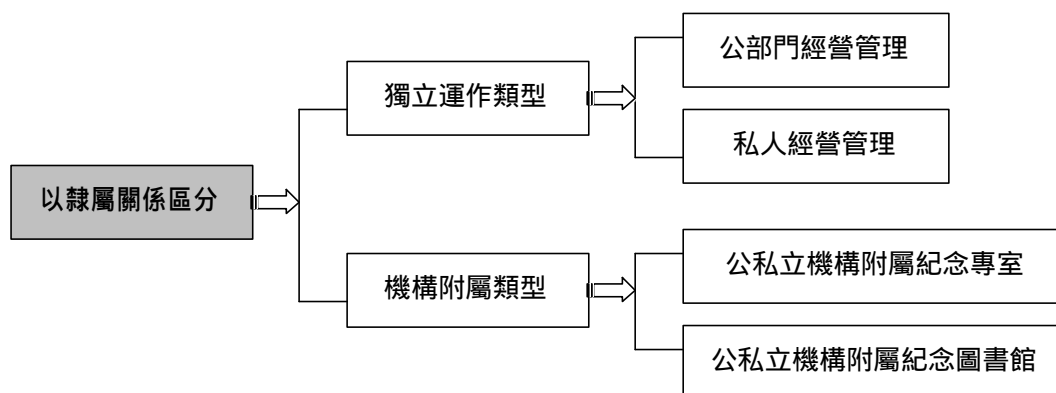 以隸屬關係區分
獨立運作類型
公部門經營管理
私人經營管理
機構附屬類型
公私立機構附屬紀念專室
公私立機構附屬紀念圖書館